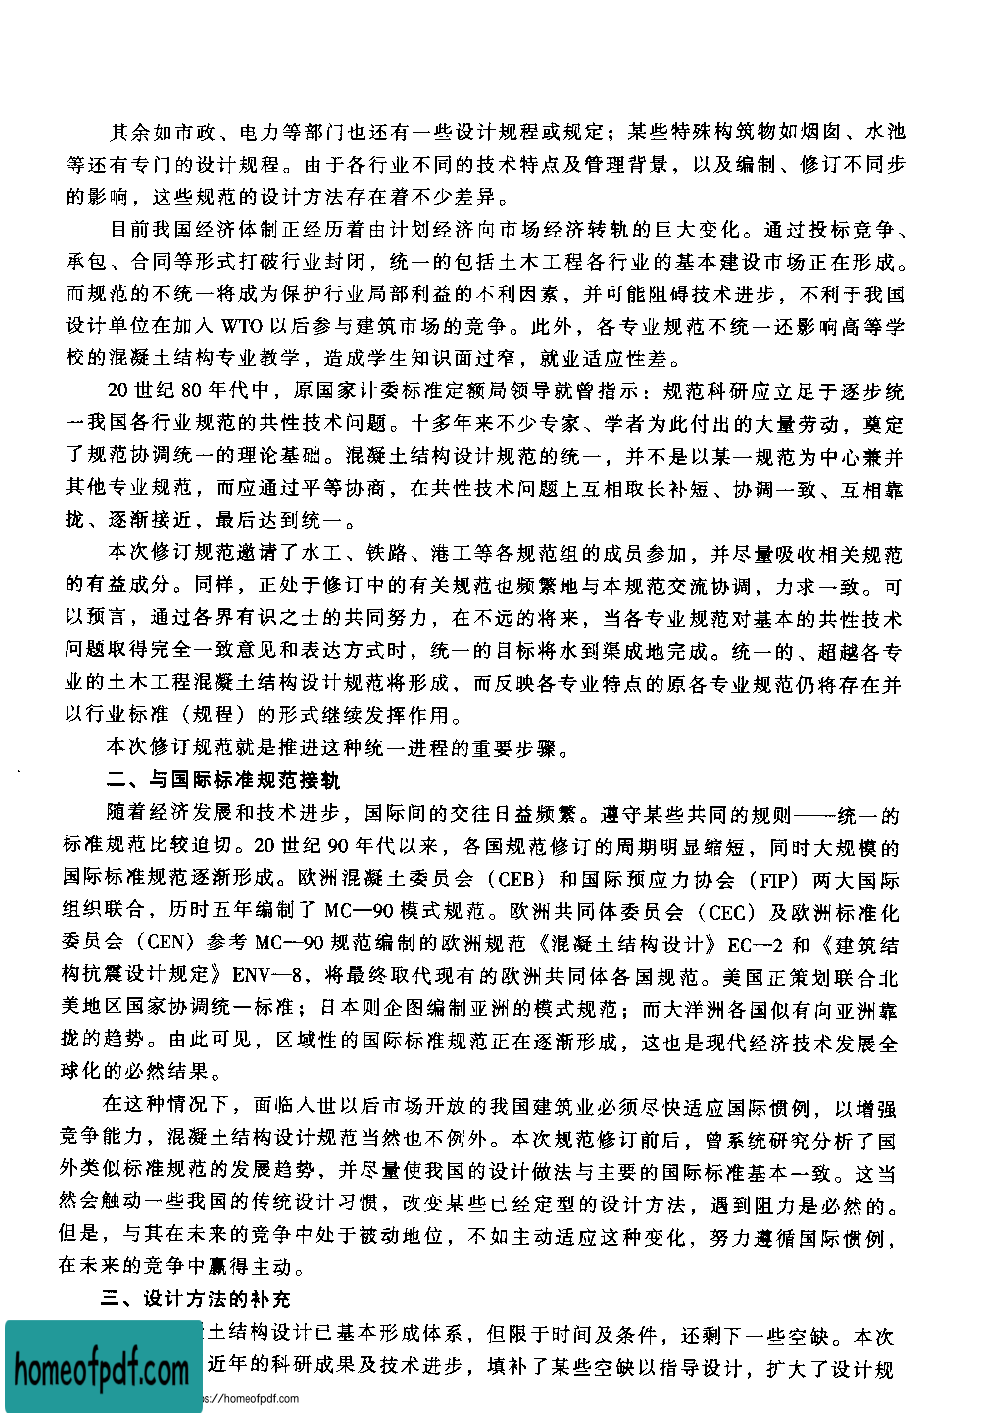 其余如市政、电力等部门也还有一些设计规程或规定；某些特殊构筑物如烟囱、水池
等还有专门的设计规程。由于各行业不同的技术特点及管理背景，以及编制、修订不同步
的影响，这些规范的设计方法存在着不少差异。
目前我国经济体制正经历着由计划经济向市场经济转轨的巨大变化。通过投标竞争、
承包、合同等形式打破行业封闭，统一的包括土木工程各行业的基本建设市场正在形成。
而规范的不统一将成为保护行业局部利益的不利因素，并可能阻碍技术进步，不利于我国
设计单位在加入 WTO 以后参与建筑市场的竞争。此外，各专业规范不统一还影响高等学
校的混凝土结构专业教学，造成学生知识面过窄，就业适应性差。
20 世纪 80 年代中，原国家计委标准定额局领导就曾指示：规范科研应立足于逐步统
一我国各行业规范的共性技术问题。十多年来不少专家、学者为此付出的大量劳动，奠定
了规范协调统一的理论基础。混凝土结构设计规范的统一，并不是以某一规范为中心兼并
其他专业规范，而应通过平等协商，在共性技术问题上互相取长补短、协调一致、互相靠
拢、逐渐接近，最后达到统一。
本次修订规范邀请了水工、铁路、港工等各规范组的成员参加，并尽量吸收相关规范
的有益成分。同样，正处于修订中的有关规范也频繁地与本规范交流协调，力求一致。可
以预言，通过各界有识之士的共同努力，在不远的将来，当各专业规范对基本的共性技术
问题取得完全一致意见和表达方式时，统一的目标将水到渠成地完成。统一的、超越各专
业的土木工程混凝土结构设计规范将形成，而反映各专业特点的原各专业规范仍将存在并
以行业标准（规程）的形式继续发挥作用。
本次修订规范就是推进这种统一进程的重要步骤。
二、与国际标准规范接轨
随着经济发展和技术进步，国际间的交往日益频繁。遵守某些共同的规则——统一的
标准规范比较迫切。20 世纪 90 年代以来，各国规范修订的周期明显缩短，同时大规模的
国际标准规范逐渐形成。欧洲混凝土委员会（CEB）和国际预应力协会（FIP）两大国际
组织联合，历时五年编制了 MC—90 模式规范。欧洲共同体委员会（CEC）及欧洲标准化
委员会（CEN）参考 MC—90 规范编制的欧洲规范《混凝土结构设计》EC—2 和《建筑结
构抗震设计规定》ENV—8，将最终取代现有的欧洲共同体各国规范。美国正策划联合北
美地区国家协调统一标准；日本则企图编制亚洲的模式规范；而大洋洲各国似有向亚洲靠
拢的趋势。由此可见，区域性的国际标准规范正在逐渐形成，这也是现代经济技术发展全
球化的必然结果。
在这种情况下，面临入世以后市场开放的我国建筑业必须尽快适应国际惯例，以增强
竞争能力，混凝土结构设计规范当然也不例外。本次规范修订前后，曾系统研究分析了国
外类似标准规范的发展趋势，并尽量使我国的设计做法与主要的国际标准基本一致。这当
然会触动一些我国的传统设计习惯，改变某些已经定型的设计方法，遇到阻力是必然的。
但是，与其在未来的竞争中处于被动地位，不如主动适应这种变化，努力遵循国际惯例，
在未来的竞争中赢得主动。
三、设计方法的补充
土结构设计已基本形成体系，但限于时间及条件，还剩下一些空缺。本次
近年的科研成果及技术进步，填补了某些空缺以指导设计，扩大了设计规
homeofpdf.com
ps://homeofpdf.com